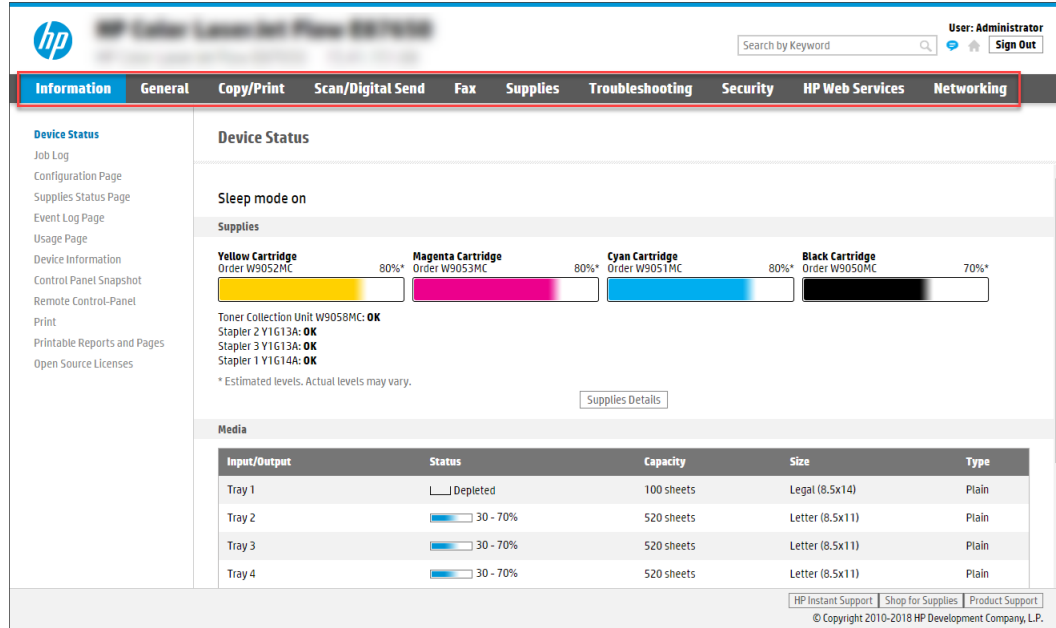 hp
User: Administrator
Search by Keyword
Sign Out
Information General Copy/Print Scan/Digital Send Fax Supplies Troubleshooting Security HP Web Services Networking
Device Status
Job Log
Configuration Page
Supplies Status Page
Event Log Page
Usage Page
Device Information
Control Panel Snapshot
Remote Control-Panel
Print
Printable Reports and Pages
Open Source Licenses
Device Status
Sleep mode on
Supplies
Yellow Cartridge
Order W9052MC 80%*
Magenta Cartridge
Order W9053MC 80%*
Cyan Cartridge
Order W9051MC 80%*
Black Cartridge
Order W9050MC 70%*
Toner Collection Unit W9058MC: OK
Stapler 2 Y1G13A: OK
Stapler 3 Y1G13A: OK
Stapler 1 Y1G14A: OK
* Estimated levels. Actual levels may vary.
Supplies Details
Media
Input/Output Status Capacity Size Type
Tray 1 Depleted 100 sheets Legal (8.5x14) Plain
Tray 2 30 - 70% 520 sheets Letter (8.5x11) Plain
Tray 3 30 - 70% 520 sheets Letter (8.5x11) Plain
Tray 4 30 - 70% 520 sheets Letter (8.5x11) Plain
HP Instant Support Shop for Supplies Product Support
© Copyright 2010-2018 HP Development Company, L.P.